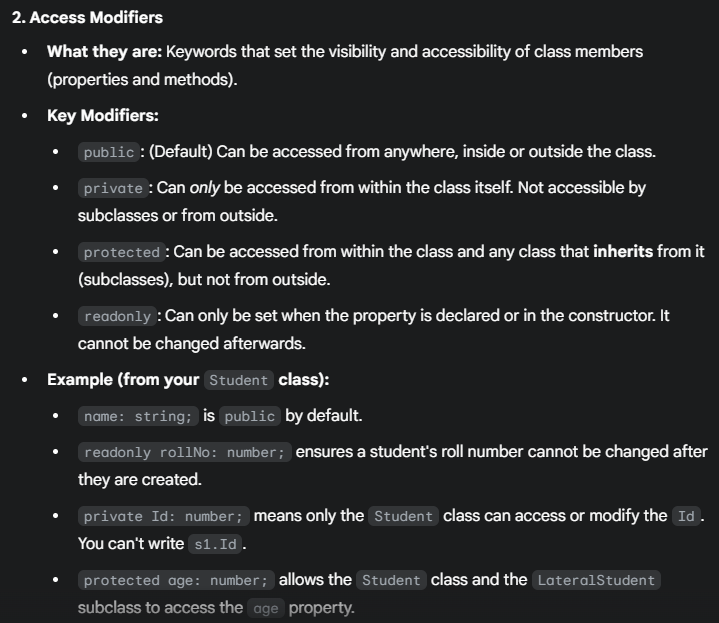 2. Access Modifiers
• What they are: Keywords that set the visibility and accessibility of class members
(properties and methods).
• Key Modifiers:
• public : (Default) Can be accessed from anywhere, inside or outside the class.
• private : Can only be accessed from within the class itself. Not accessible by
subclasses or from outside.
• protected : Can be accessed from within the class and any class that inherits from it
(subclasses), but not from outside.
• readonly : Can only be set when the property is declared or in the constructor. It
cannot be changed afterwards.
• Example (from your Student class):
• name: string; is public by default.
• readonly rollNo: number; ensures a student's roll number cannot be changed after
they are created.
• private Id: number; means only the Student class can access or modify the Id .
You can't write s1.Id .
• protected age: number; allows the Student class and the LateralStudent
subclass to access the age property.